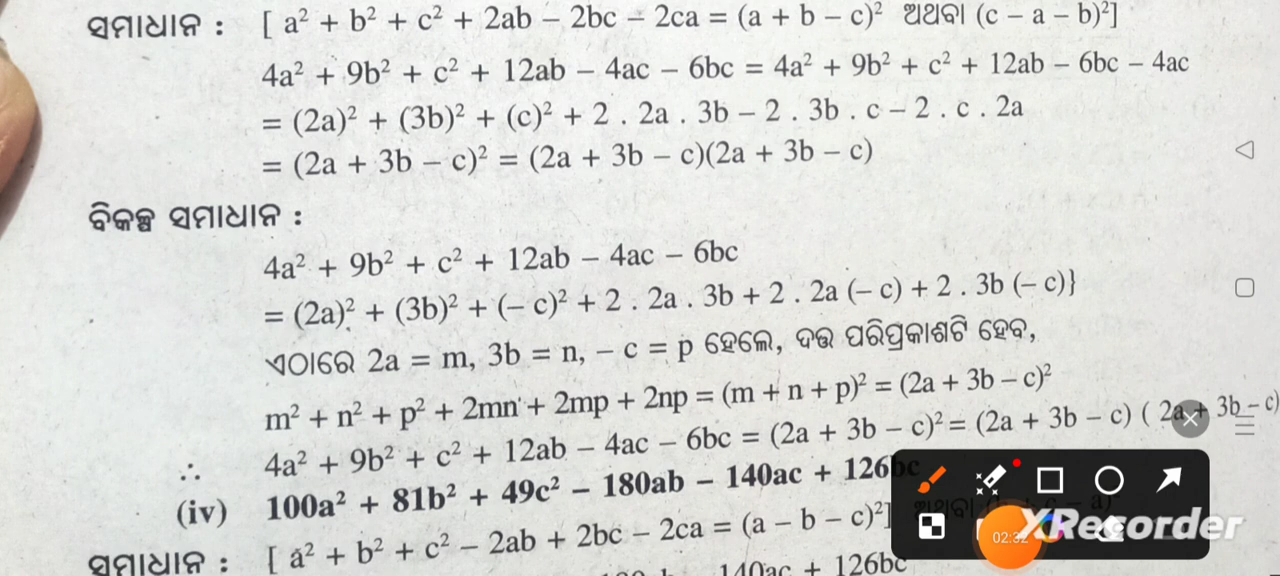 ସମାଧାନ : [ a² + b² + c² + 2ab – 2bc – 2ca = (a + b – c)² ଅଥବା (c – a – b)²]
4a² + 9b² + c² + 12ab – 4ac – 6bc = 4a² + 9b² + c² + 12ab – 6bc – 4ac
= (2a)² + (3b)² + (c)² + 2 . 2a . 3b – 2 . 3b . c – 2 . c . 2a
= (2a + 3b – c)² = (2a + 3b – c)(2a + 3b – c)
ବିକଳ୍ପ ସମାଧାନ :
4a² + 9b² + c² + 12ab – 4ac – 6bc
= (2a)² + (3b)² + (– c)² + 2 . 2a . 3b + 2 . 2a (– c) + 2 . 3b (– c)}
ଏଠାରେ 2a = m, 3b = n, – c = p ହେଲେ, ଦତ୍ତ ପରିପ୍ରକାଶଟି ହେବ,
m² + n² + p² + 2mn + 2mp + 2np = (m + n + p)² = (2a + 3b – c)²
∴ 4a² + 9b² + c² + 12ab – 4ac – 6bc = (2a + 3b – c)² = (2a + 3b – c) ( 2a + 3b – c)
(iv) 100a² + 81b² + 49c² – 180ab – 140ac + 126bc
ସମାଧାନ : [ a² + b² + c² – 2ab + 2bc – 2ca = (a – b – c)²]
140ac + 126bc
02:32
XRecorder